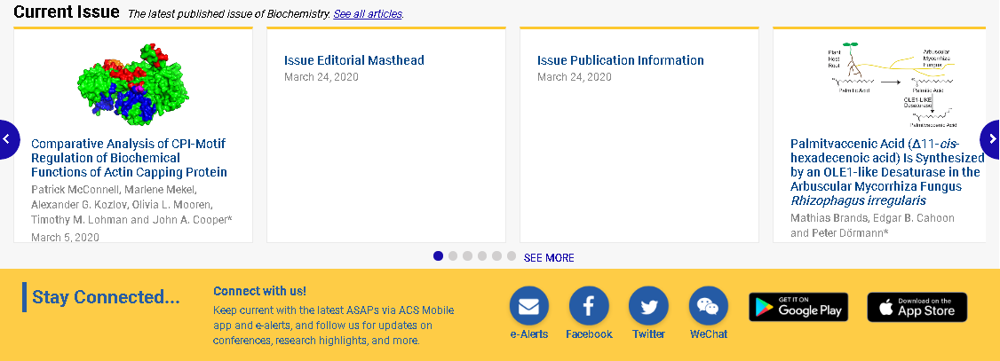 Current Issue The latest published issue of Biochemistry. See all articles.
Comparative Analysis of CPI-Motif
Regulation of Biochemical
Functions of Actin Capping Protein
Patrick McConnell, Marlene Mekel,
Alexander G. Kozlov, Olivia L. Mooren,
Timothy M. Lohman and John A. Cooper*
March 5, 2020
Issue Editorial Masthead
March 24, 2020
Issue Publication Information
March 24, 2020
Plant
Host
Root
Arbuscular
Mycorrhiza
Fungus
Palmitic Acid
Palmitic Acid
OLE1-LIKE
Desaturase
Palmitvaccenic Acid
Palmitvaccenic Acid (Δ11-cis-
hexadecenoic acid) Is Synthesized
by an OLE1-like Desaturase in the
Arbuscular Mycorrhiza Fungus
Rhizophagus irregularis
Mathias Brands, Edgar B. Cahoon
and Peter Dörmann*
SEE MORE
Stay Connected...
Connect with us!
Keep current with the latest ASAPs via ACS Mobile
app and e-alerts, and follow us for updates on
conferences, research highlights, and more.
e-Alerts
Facebook
Twitter
WeChat
GET IT ON
Google Play
Download on the
App Store